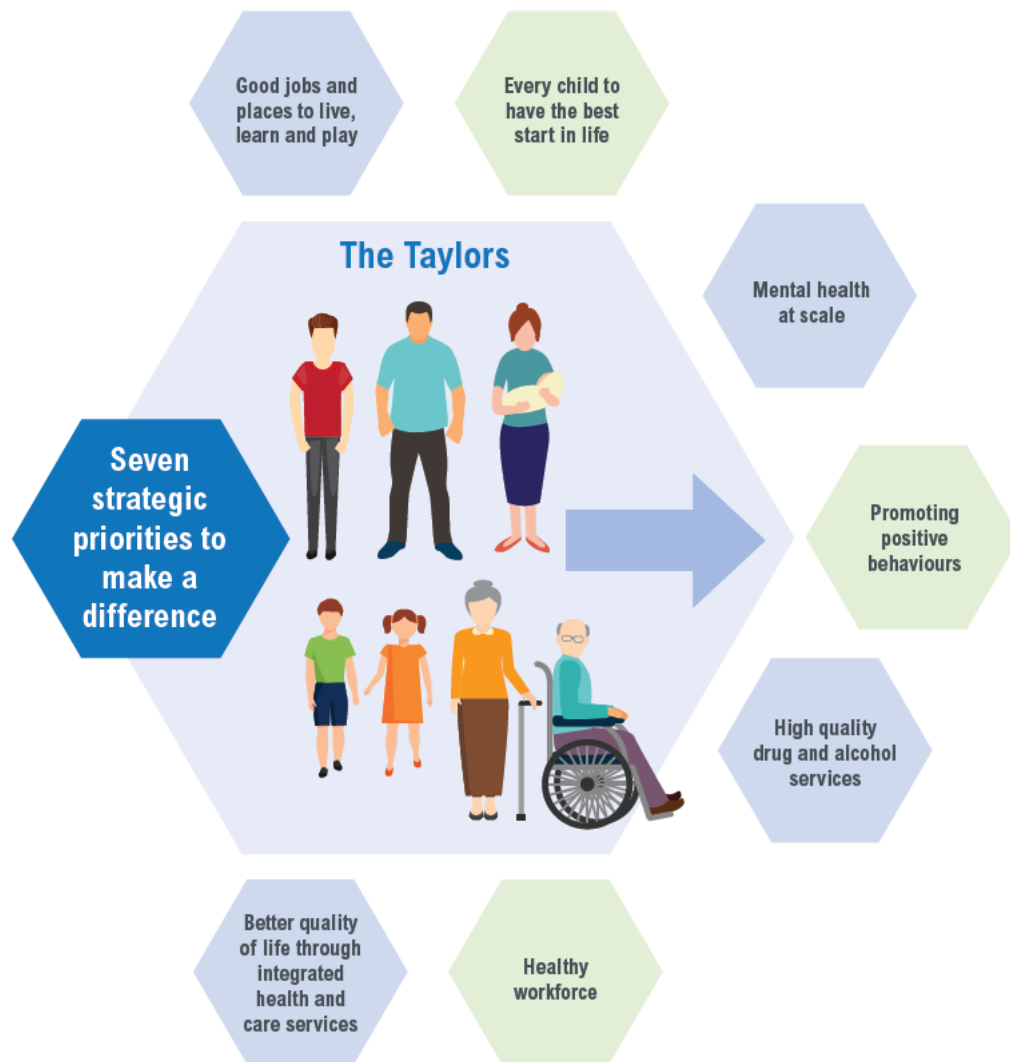 Good jobs and
places to live,
learn and play
Every child to
have the best
start in life
The Taylors
Mental health
at scale
Seven
strategic
priorities to
make a
difference
Promoting
positive
behaviours
High quality
drug and alcohol
services
Better quality
of life through
integrated
health and
care services
Healthy
workforce